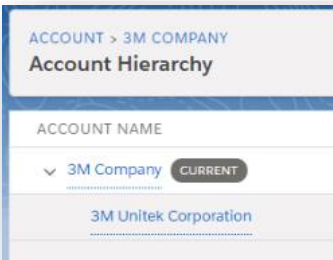 ACCOUNT > 3M COMPANY
Account Hierarchy
ACCOUNT NAME
3M Company CURRENT
3M Unitek Corporation